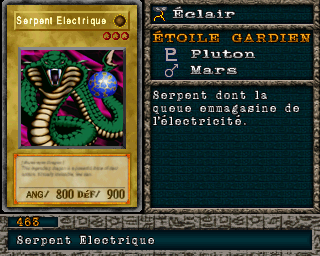 Serpent Electrique
ANG/ 800 DéF/ 900
Éclair
ÉTOILE GARDIEN
Pluton
Mars
Serpent dont la
queue emmagasine de
l'électricité.
463
Serpent Electrique